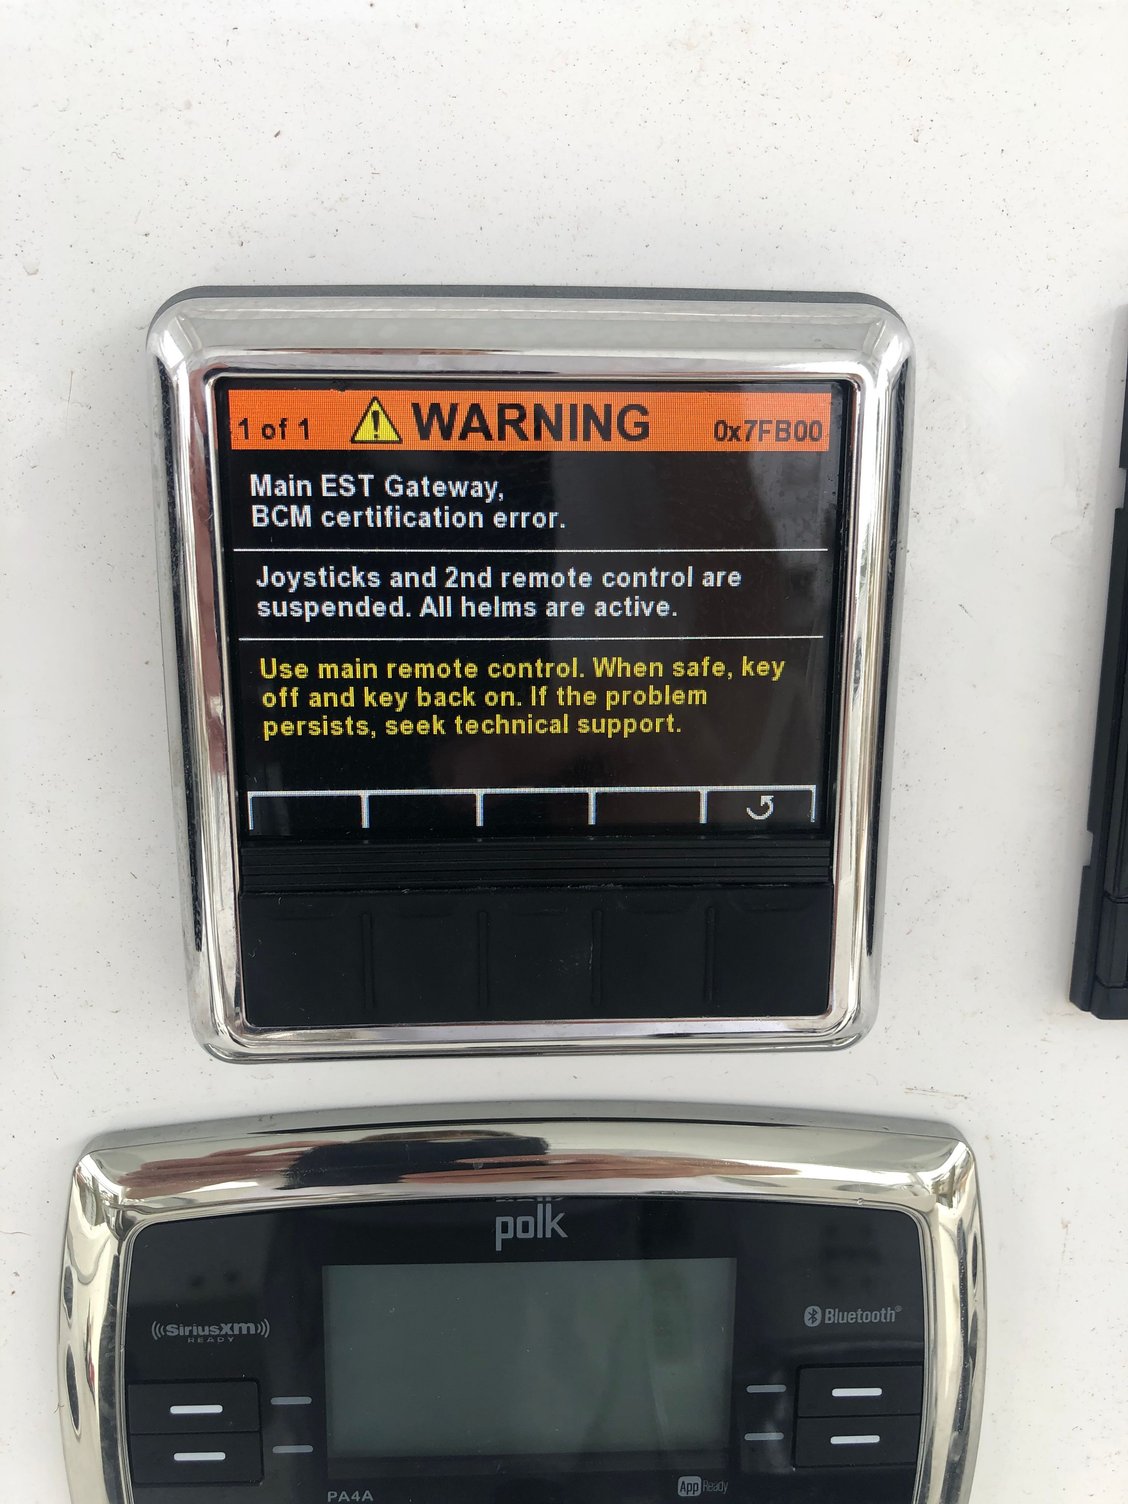 1 of 1 WARNING 0x7FB00
Main EST Gateway,
BCM certification error.
Joysticks and 2nd remote control are
suspended. All helms are active.
Use main remote control. When safe, key
off and key back on. If the problem
persists, seek technical support.
polk
SiriusXM
READY
Bluetooth®
PA4A
App Ready